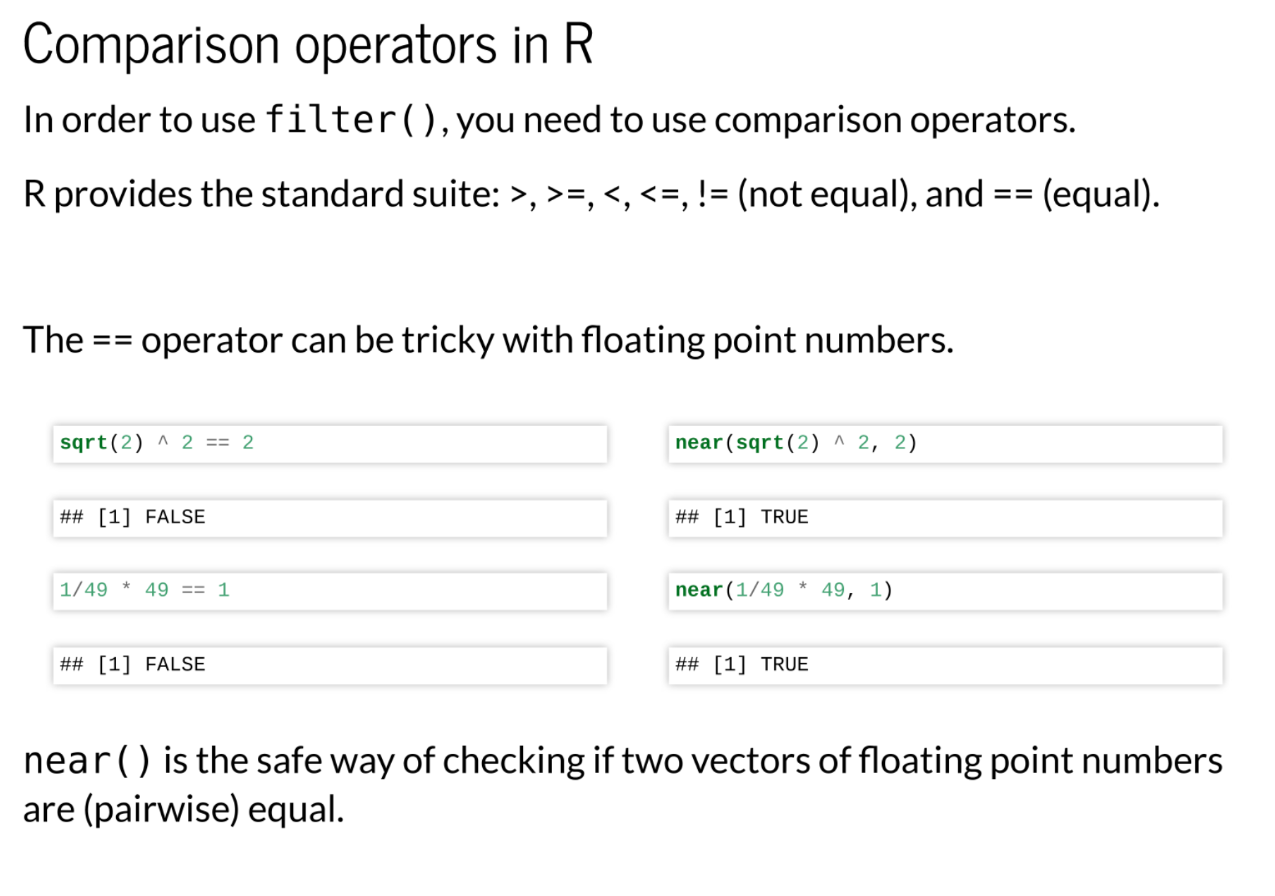 Comparison operators in R
In order to use filter(), you need to use comparison operators.
R provides the standard suite: >, >=, <, <=, != (not equal), and == (equal).
The == operator can be tricky with floating point numbers.
sqrt(2) ^ 2 == 2
## [1] FALSE
1/49 * 49 == 1
## [1] FALSE
near(sqrt(2) ^ 2, 2)
## [1] TRUE
near(1/49 * 49, 1)
## [1] TRUE
near() is the safe way of checking if two vectors of floating point numbers
are (pairwise) equal.